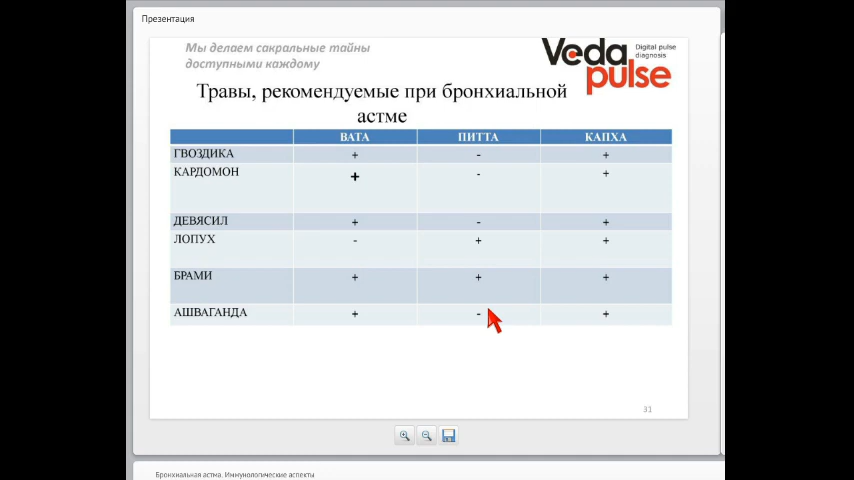 Презентация
Мы делаем сакральные тайны
доступными каждому
Veda
pulse
Digital pulse
diagnosis
Травы, рекомендуемые при бронхиальной
астме
ВАТА ПИТТА КАПХА
ГВОЗДИКА + - +
КАРДОМОН + - +
ДЕВЯСИЛ + - +
ЛОПУХ - + +
БРАМИ + + +
АШВАГАНДА + - +
31
Бронхиальная астма. Иммунологические аспекты